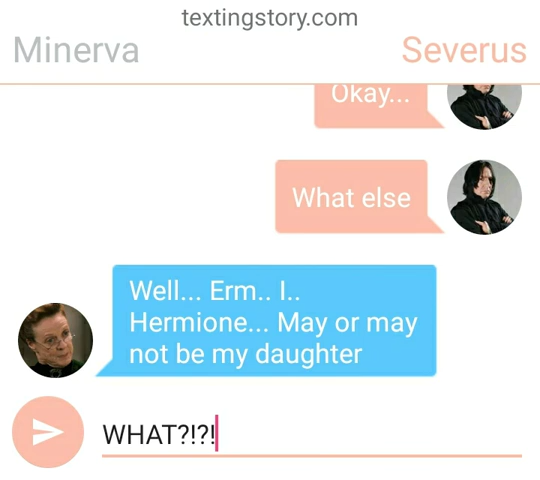 textingstory.com
Minerva
Severus
Okay...
What else
Well... Erm.. I..
Hermione... May or may
not be my daughter
WHAT?!?!